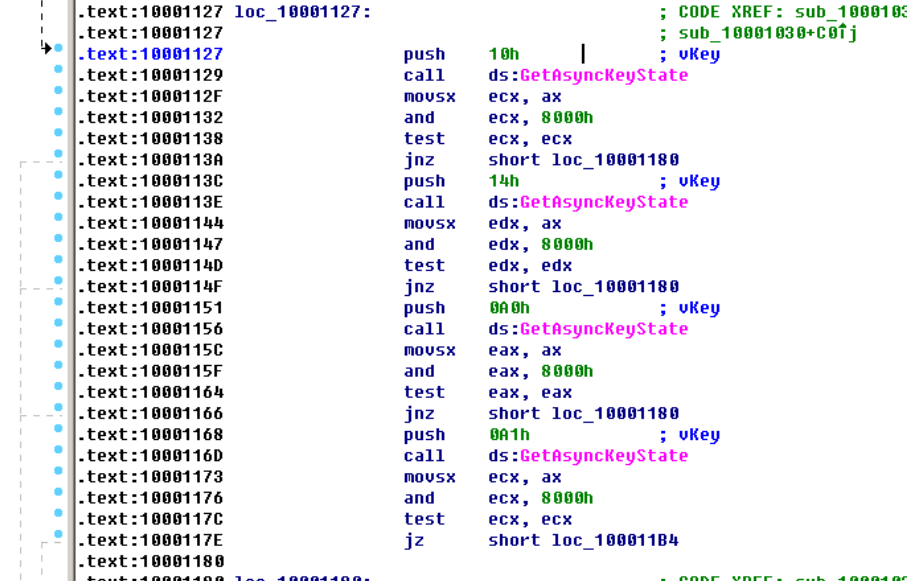 .text:10001127 loc_10001127: ; CODE XREF: sub_1000103
.text:10001127 ; sub_10001030+C0↑j
.text:10001127 push 10h ; vKey
.text:10001129 call ds:GetAsyncKeyState
.text:1000112F movsx ecx, ax
.text:10001132 and ecx, 8000h
.text:10001138 test ecx, ecx
.text:1000113A jnz short loc_10001180
.text:1000113C push 14h ; vKey
.text:1000113E call ds:GetAsyncKeyState
.text:10001144 movsx edx, ax
.text:10001147 and edx, 8000h
.text:1000114D test edx, edx
.text:1000114F jnz short loc_10001180
.text:10001151 push 0A0h ; vKey
.text:10001156 call ds:GetAsyncKeyState
.text:1000115C movsx eax, ax
.text:1000115F and eax, 8000h
.text:10001164 test eax, eax
.text:10001166 jnz short loc_10001180
.text:10001168 push 0A1h ; vKey
.text:1000116D call ds:GetAsyncKeyState
.text:10001173 movsx ecx, ax
.text:10001176 and ecx, 8000h
.text:1000117C test ecx, ecx
.text:1000117E jz short loc_100011B4
.text:10001180
.text:10001180 loc_10001180: ; CODE XREF: sub_1000103